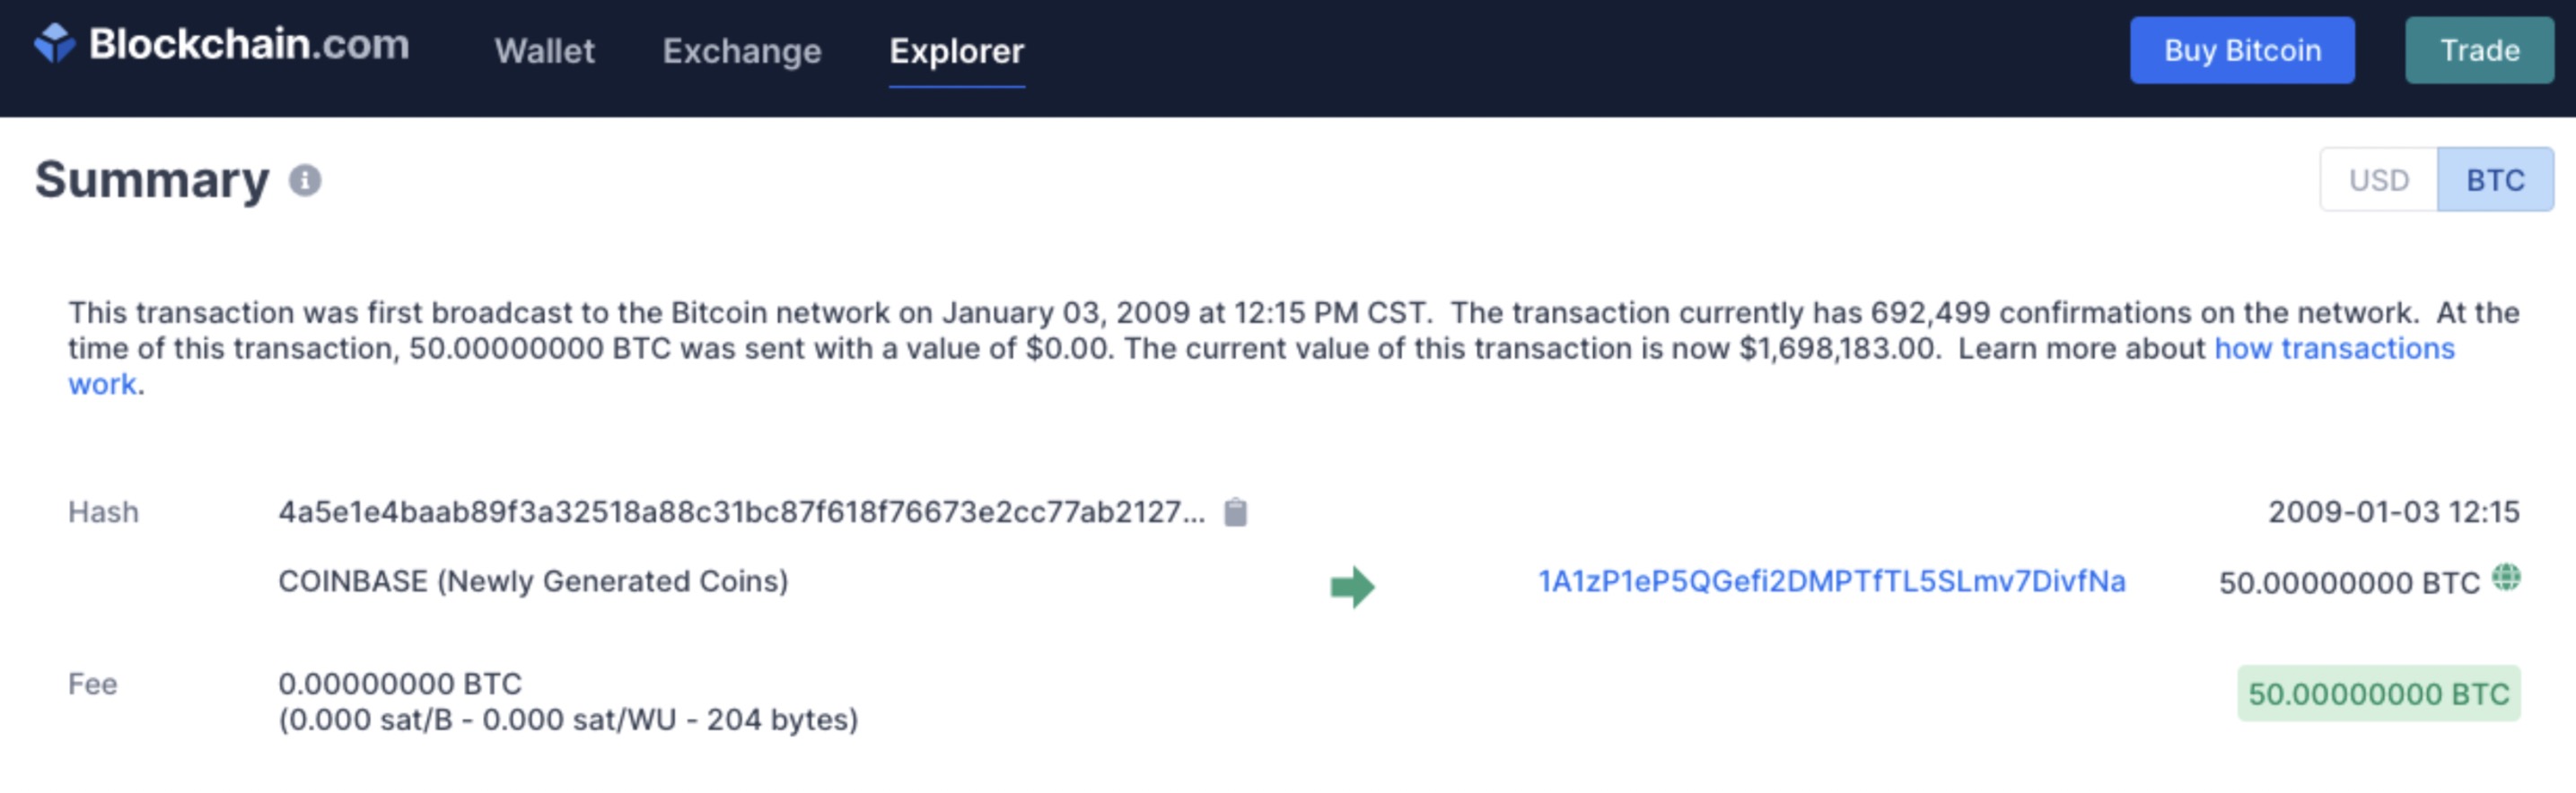 Blockchain.com Wallet Exchange Explorer Buy Bitcoin Trade
Summary USD BTC
This transaction was first broadcast to the Bitcoin network on January 03, 2009 at 12:15 PM CST. The transaction currently has 692,499 confirmations on the network. At the
time of this transaction, 50.00000000 BTC was sent with a value of $0.00. The current value of this transaction is now $1,698,183.00. Learn more about how transactions
work.
Hash 4a5e1e4baab89f3a32518a88c31bc87f618f76673e2cc77ab2127... 2009-01-03 12:15
COINBASE (Newly Generated Coins) 1A1zP1eP5QGefi2DMPTfTL5SLmv7DivfNa 50.00000000 BTC
Fee 0.00000000 BTC 50.00000000 BTC
(0.000 sat/B - 0.000 sat/WU - 204 bytes)